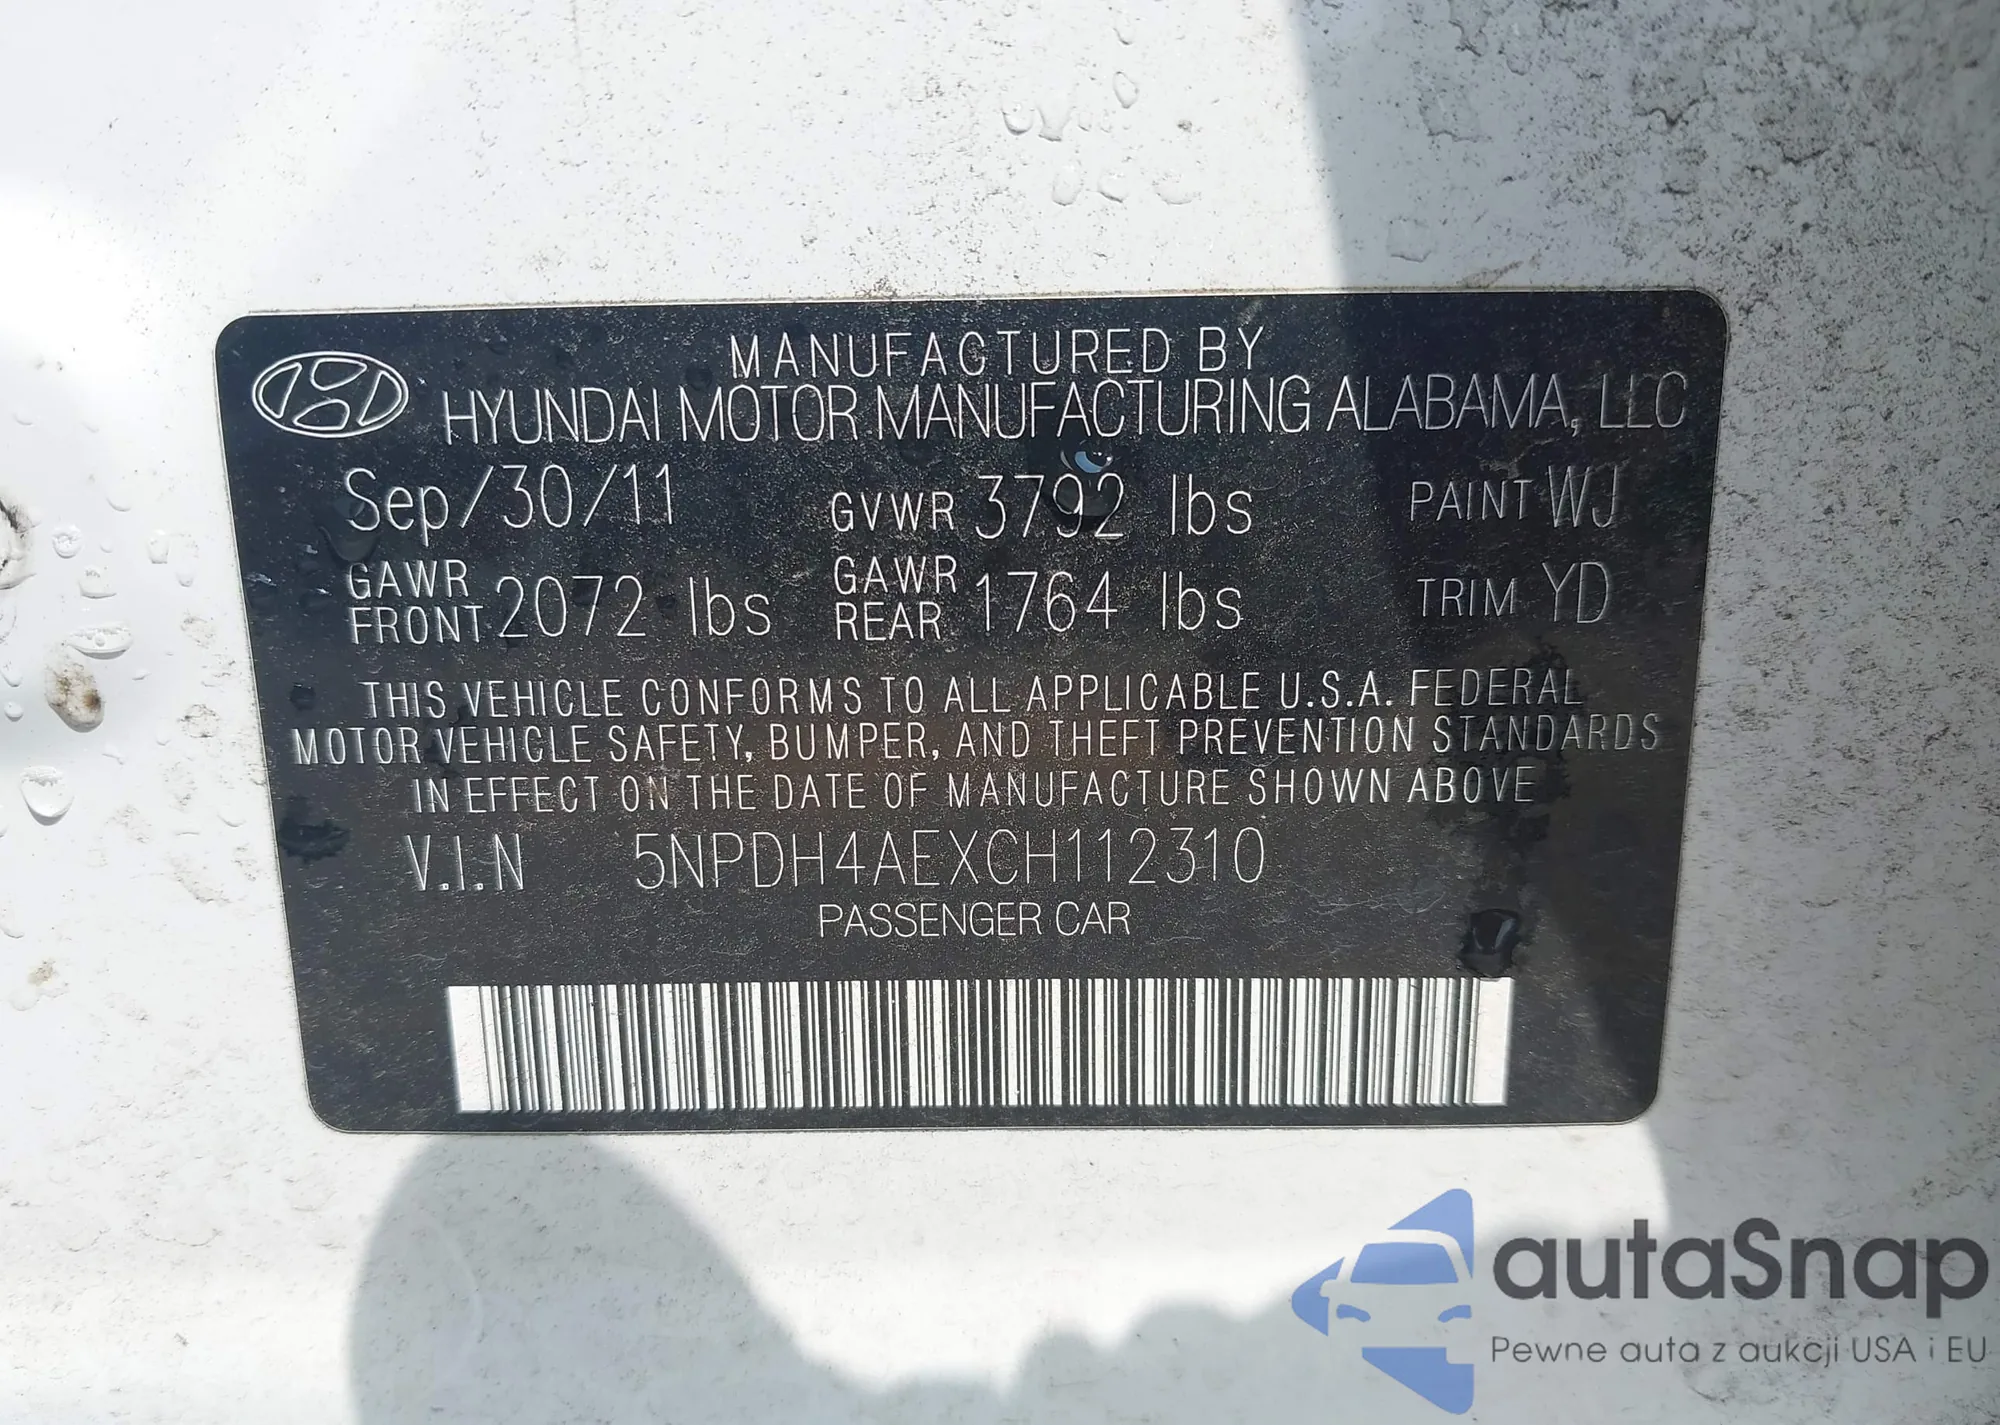 MANUFACTURED BY
HYUNDAI MOTOR MANUFACTURING ALABAMA, LLC
Sep/30/11 GVWR 3792 lbs PAINT WJ
GAWR FRONT 2072 lbs GAWR REAR 1764 lbs TRIM YD
THIS VEHICLE CONFORMS TO ALL APPLICABLE U.S.A. FEDERAL
MOTOR VEHICLE SAFETY, BUMPER, AND THEFT PREVENTION STANDARDS
IN EFFECT ON THE DATE OF MANUFACTURE SHOWN ABOVE
V.I.N 5NPDH4AEXCH112310
PASSENGER CAR
autaSnap
Pewne auta z aukcji USA i EU